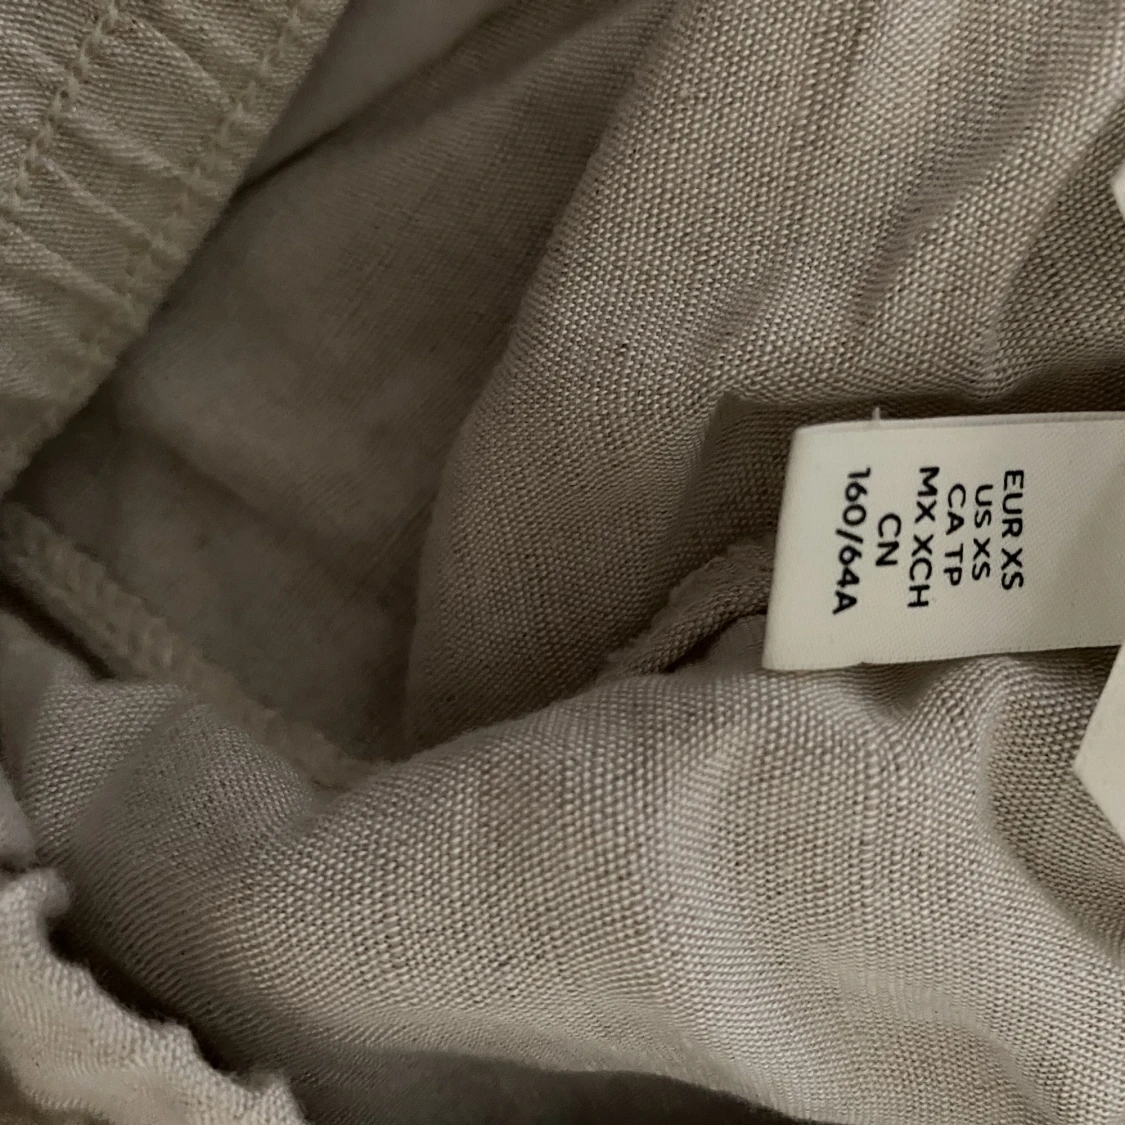 EUR XS
US XS
CA TP
MX XCH
CN
160/64A